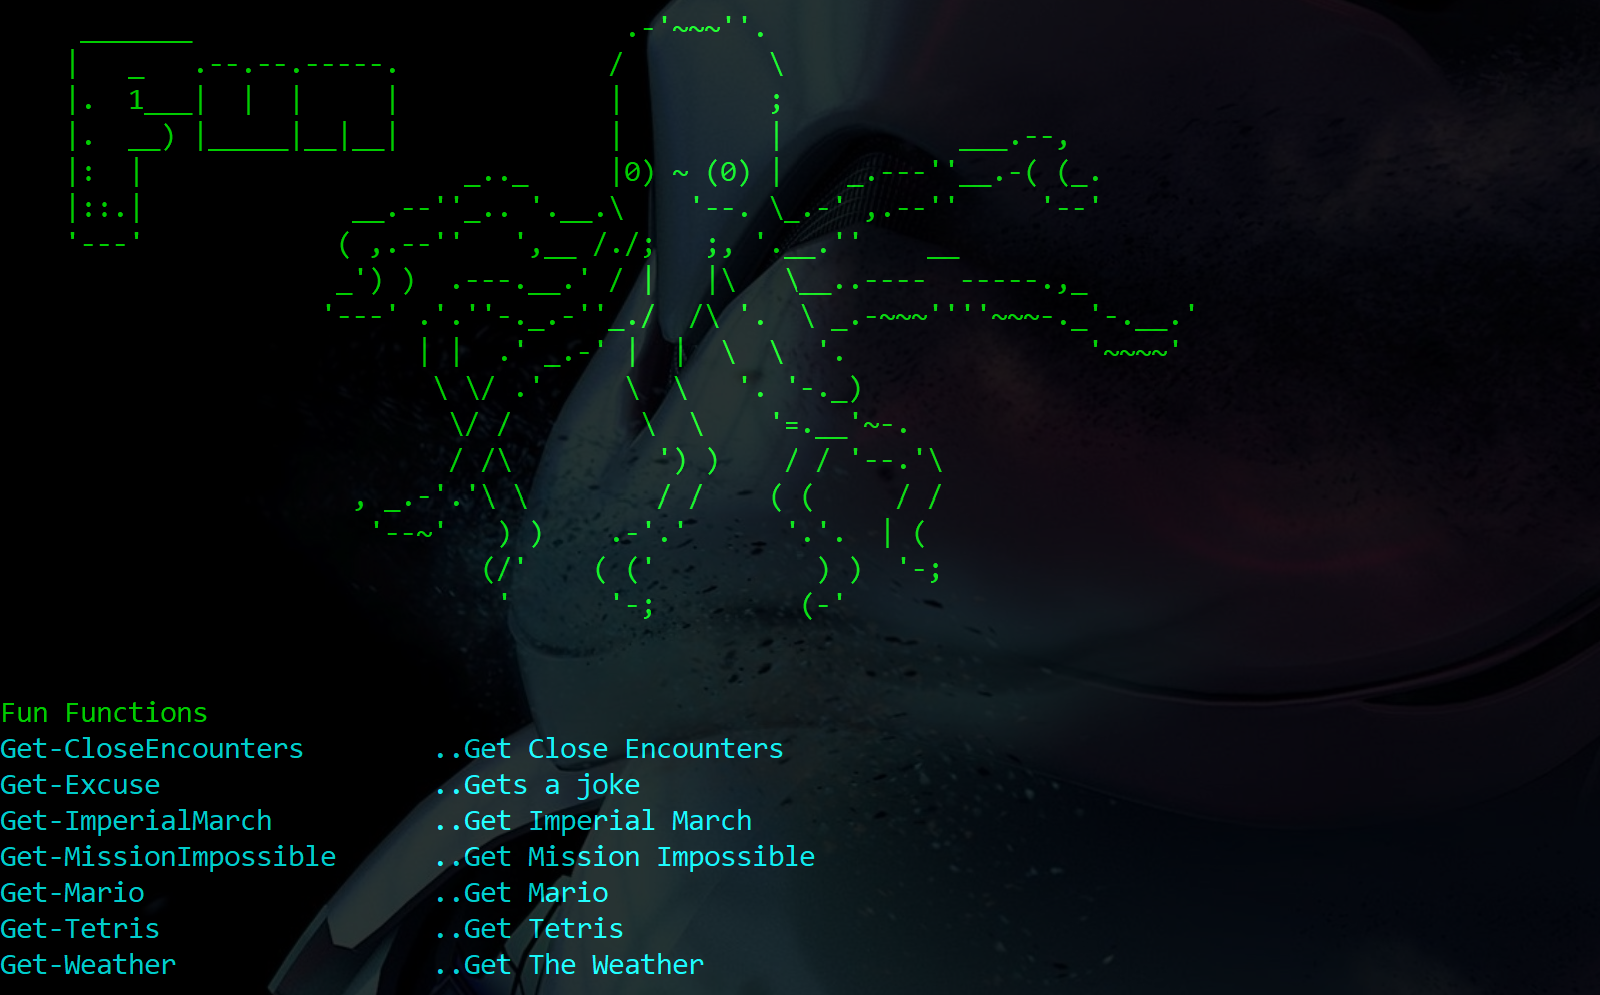 Fun
Fun Functions
Get-CloseEncounters ..Get Close Encounters
Get-Excuse ..Gets a joke
Get-ImperialMarch ..Get Imperial March
Get-MissionImpossible ..Get Mission Impossible
Get-Mario ..Get Mario
Get-Tetris ..Get Tetris
Get-Weather ..Get The Weather